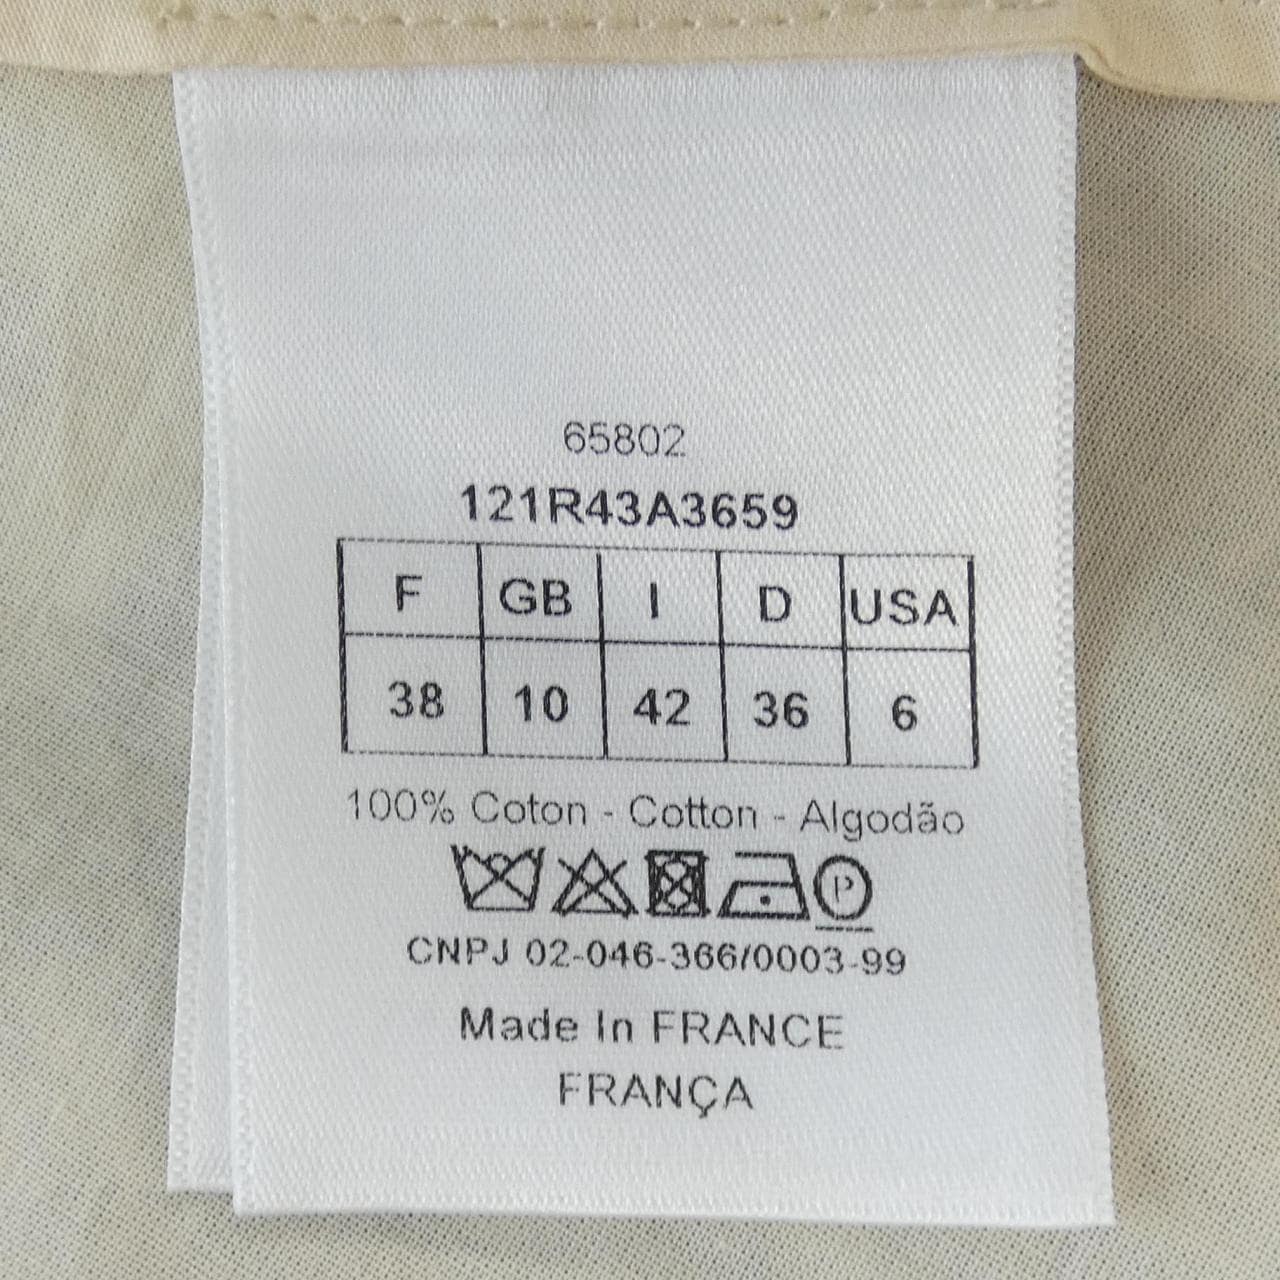 65802
121R43A3659
F GB I D USA
38 10 42 36 6
100% Coton - Cotton - Algodão
P
CNPJ 02-046-366/0003-99
Made In FRANCE
FRANÇA